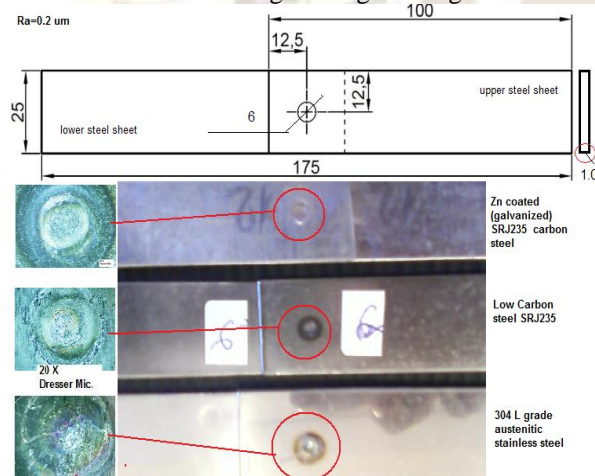 Ra=0.2 um
100
12,5
12,5
25
6
lower steel sheet
upper steel sheet
175
1.0
Zn coated
(galvanized)
SRJ235 carbon
steel
Low Carbon
steel SRJ235
20 X
Dresser Mic.
304 L grade
austenitic
stainless steel